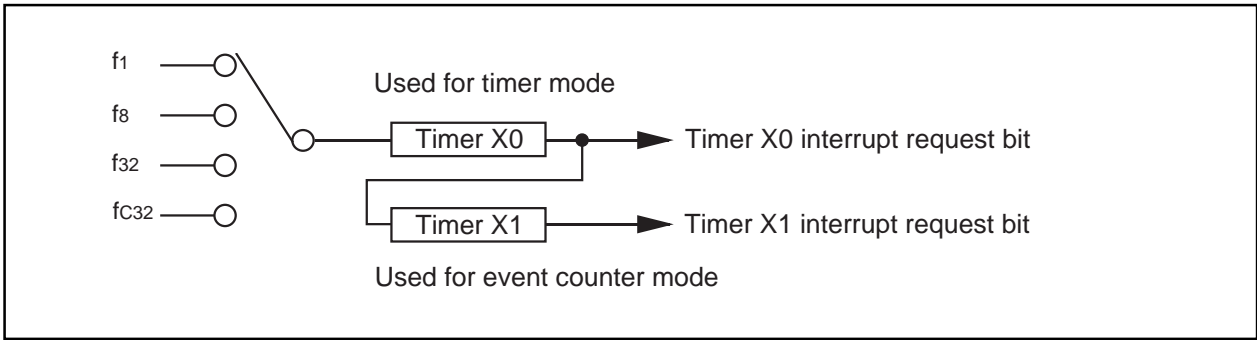 f1
Used for timer mode
f8
Timer X0
Timer X0 interrupt request bit
f32
fC32
Timer X1
Timer X1 interrupt request bit
Used for event counter mode